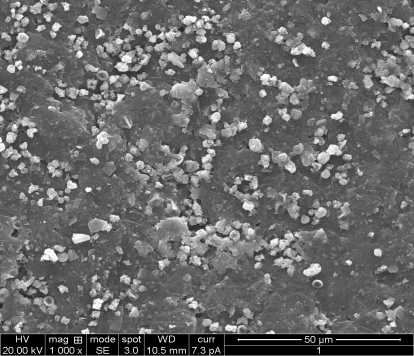 HV mag ⊞ mode spot WD curr 50 µm
20.00 kV 1 000 x SE 3.0 10.5 mm 7.3 pA